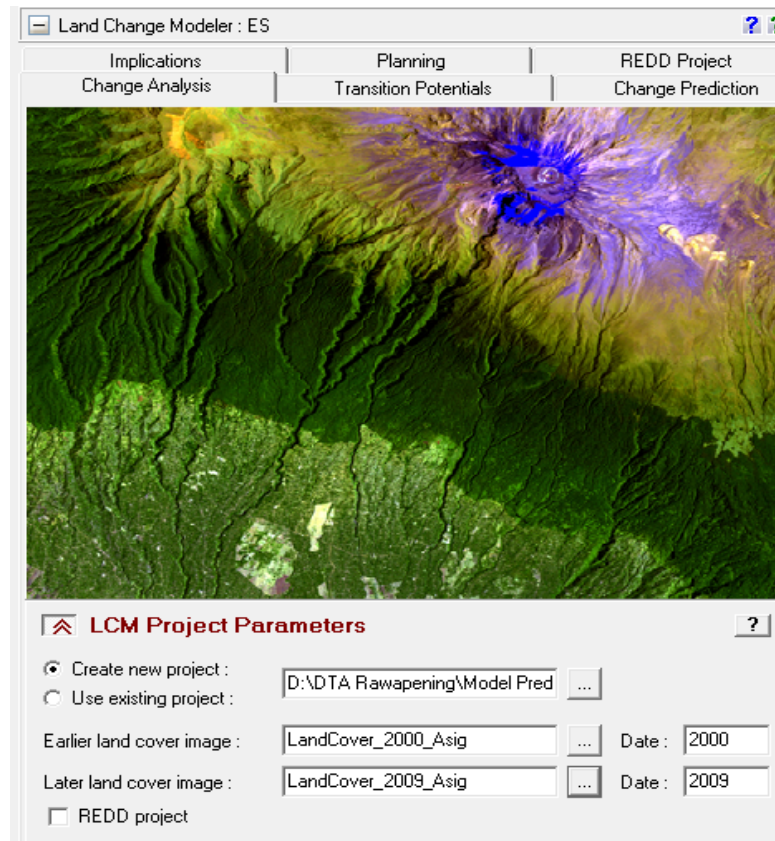 Land Change Modeler : ES ? ?
Implications Planning REDD Project
Change Analysis Transition Potentials Change Prediction
LCM Project Parameters ?
Create new project :
D:\DTA Rawapening\Model Pred ...
Use existing project :
Earlier land cover image : LandCover_2000_Asig ... Date : 2000
Later land cover image : LandCover_2009_Asig ... Date : 2009
REDD project